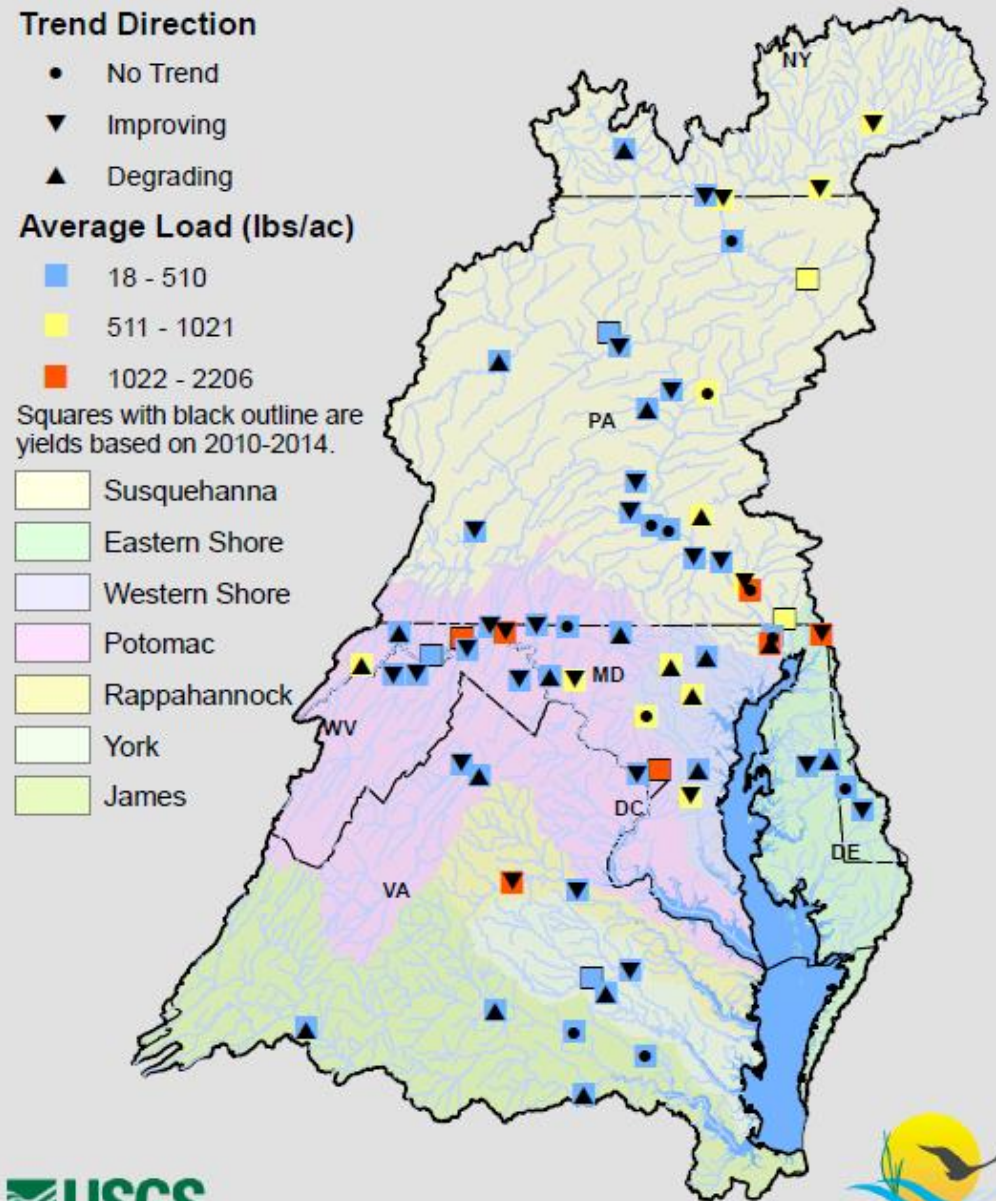 Trend Direction
No Trend
Improving
Degrading
Average Load (lbs/ac)
18 - 510
511 - 1021
1022 - 2206
Squares with black outline are
yields based on 2010-2014.
Susquehanna
Eastern Shore
Western Shore
Potomac
Rappahannock
York
James
NY
PA
MD
WV
DC
DE
VA
USGS